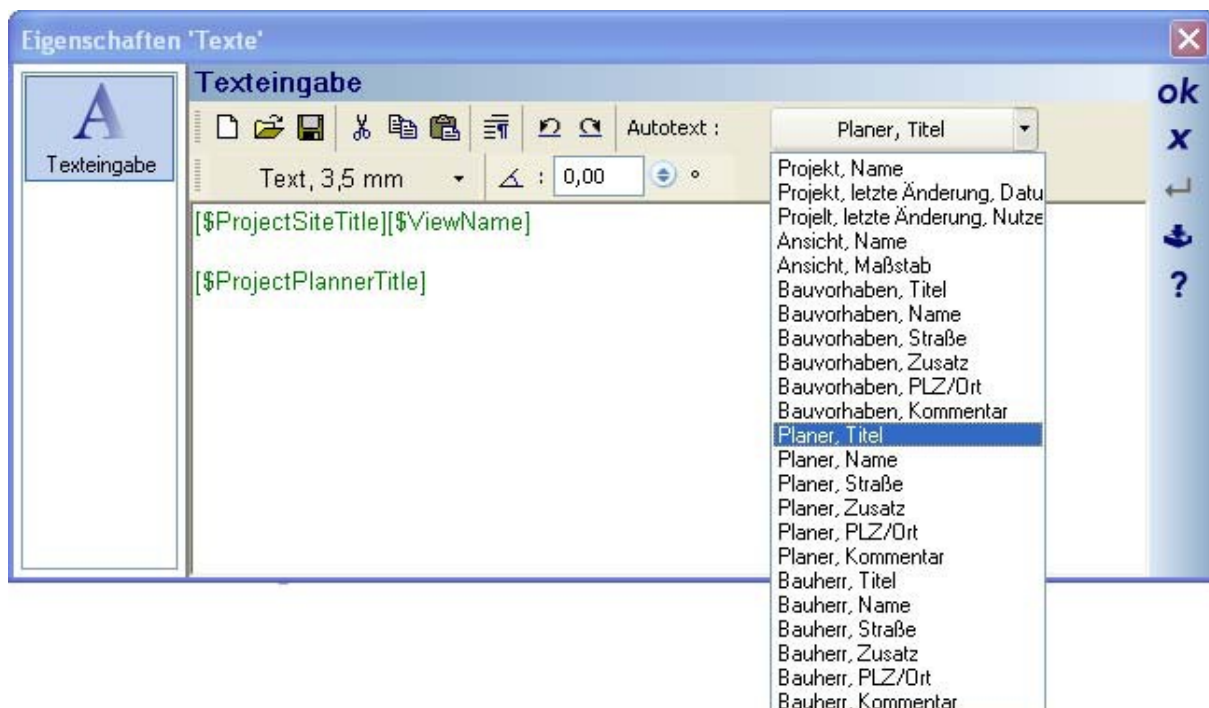 Eigenschaften 'Texte'
Texteingabe
ok
A
Texteingabe
Autotext :
Planer, Titel
x
Text, 3,5 mm
: 0,00 °
?
[$ProjectSiteTitle][$ViewName]
[$ProjectPlannerTitle]
Projekt, Name
Projekt, letzte Änderung, Datu
Projelt, letzte Änderung, Nutze
Ansicht, Name
Ansicht, Maßstab
Bauvorhaben, Titel
Bauvorhaben, Name
Bauvorhaben, Straße
Bauvorhaben, Zusatz
Bauvorhaben, PLZ/Ort
Bauvorhaben, Kommentar
Planer, Titel
Planer, Name
Planer, Straße
Planer, Zusatz
Planer, PLZ/Ort
Planer, Kommentar
Bauherr, Titel
Bauherr, Name
Bauherr, Straße
Bauherr, Zusatz
Bauherr, PLZ/Ort
Bauherr, Kommentar